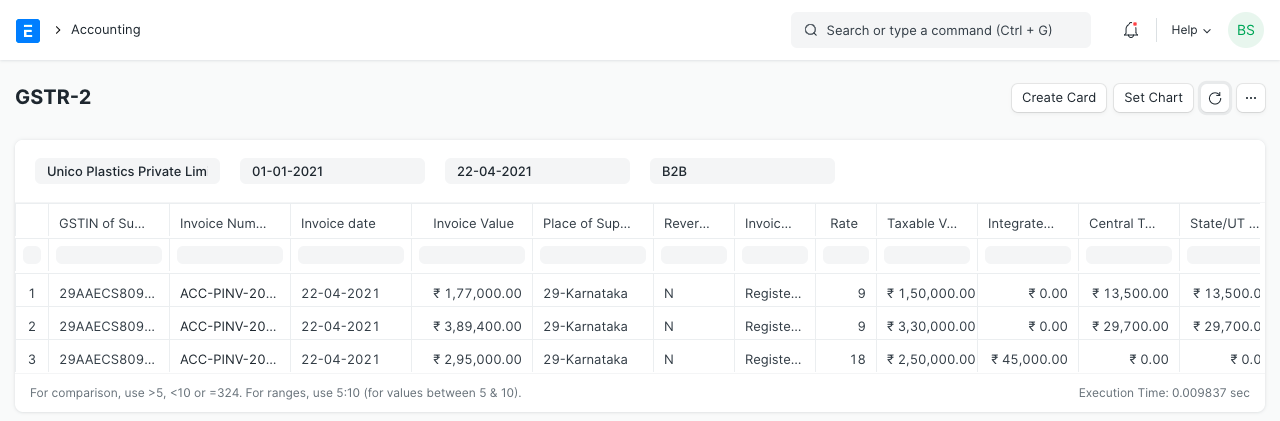 E > Accounting Search or type a command (Ctrl + G) Help BS
GSTR-2 Create Card Set Chart ...
Unico Plastics Private Lim 01-01-2021 22-04-2021 B2B
GSTIN of Su... Invoice Num... Invoice date Invoice Value Place of Sup... Rever... Invoic... Rate Taxable V... Integrate... Central T... State/UT ...
1 29AAECS809... ACC-PINV-20... 22-04-2021 ₹ 1,77,000.00 29-Karnataka N Registe... 9 ₹ 1,50,000.00 ₹ 0.00 ₹ 13,500.00 ₹ 13,500.0
2 29AAECS809... ACC-PINV-20... 22-04-2021 ₹ 3,89,400.00 29-Karnataka N Registe... 9 ₹ 3,30,000.00 ₹ 0.00 ₹ 29,700.00 ₹ 29,700.0
3 29AAECS809... ACC-PINV-20... 22-04-2021 ₹ 2,95,000.00 29-Karnataka N Registe... 18 ₹ 2,50,000.00 ₹ 45,000.00 ₹ 0.00 ₹ 0.0
For comparison, use >5, <10 or =324. For ranges, use 5:10 (for values between 5 & 10). Execution Time: 0.009837 sec